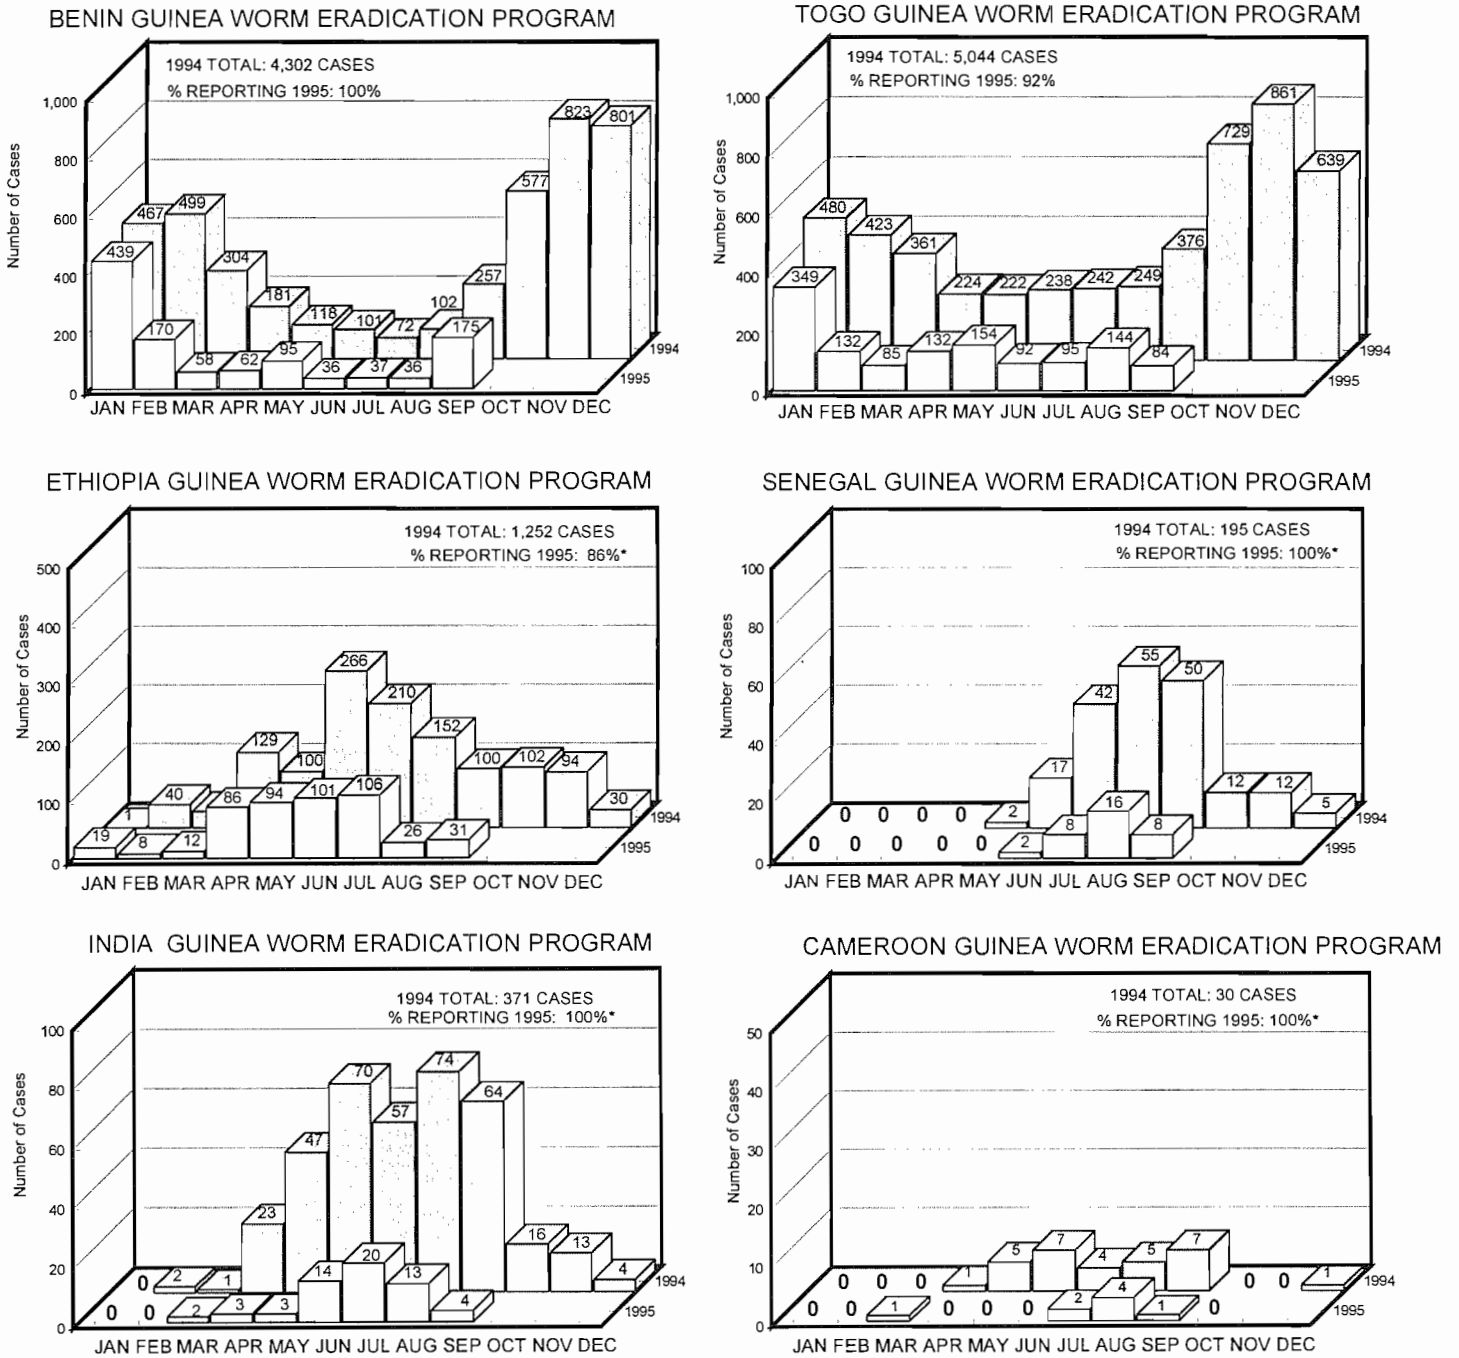 BENIN GUINEA WORM ERADICATION PROGRAM
1994 TOTAL: 4,302 CASES
% REPORTING 1995: 100%
Number of Cases
1,000
800
600
400
200
0
467 499 304 181 118 101 72 102 257 577 823 801
439 170 58 62 95 36 37 36 175
1994
1995
JAN FEB MAR APR MAY JUN JUL AUG SEP OCT NOV DEC
TOGO GUINEA WORM ERADICATION PROGRAM
1994 TOTAL: 5,044 CASES
% REPORTING 1995: 92%
Number of Cases
1,000
800
600
400
200
0
480 423 361 224 222 238 242 249 376 729 861 639
349 132 85 132 154 92 95 144 84
1994
1995
JAN FEB MAR APR MAY JUN JUL AUG SEP OCT NOV DEC
ETHIOPIA GUINEA WORM ERADICATION PROGRAM
1994 TOTAL: 1,252 CASES
% REPORTING 1995: 86%*
Number of Cases
500
400
300
200
100
0
1 40 129 100 266 210 152 100 102 94 30
19 8 12 86 94 101 106 26 31
1994
1995
JAN FEB MAR APR MAY JUN JUL AUG SEP OCT NOV DEC
SENEGAL GUINEA WORM ERADICATION PROGRAM
1994 TOTAL: 195 CASES
% REPORTING 1995: 100%*
Number of Cases
100
80
60
40
20
0
0 0 0 0 2 17 42 55 50 12 12 5
0 0 0 0 0 2 8 16 8
1994
1995
JAN FEB MAR APR MAY JUN JUL AUG SEP OCT NOV DEC
INDIA GUINEA WORM ERADICATION PROGRAM
1994 TOTAL: 371 CASES
% REPORTING 1995: 100%*
Number of Cases
100
80
60
40
20
0
0 2 1 23 47 70 57 74 64 16 13 4
0 0 2 3 3 14 20 13 4
1994
1995
JAN FEB MAR APR MAY JUN JUL AUG SEP OCT NOV DEC
CAMEROON GUINEA WORM ERADICATION PROGRAM
1994 TOTAL: 30 CASES
% REPORTING 1995: 100%*
Number of Cases
50
40
30
20
10
0
0 0 0 1 5 7 4 5 7 0 0 1
0 0 1 0 0 0 2 4 1 0
1994
1995
JAN FEB MAR APR MAY JUN JUL AUG SEP OCT NOV DEC